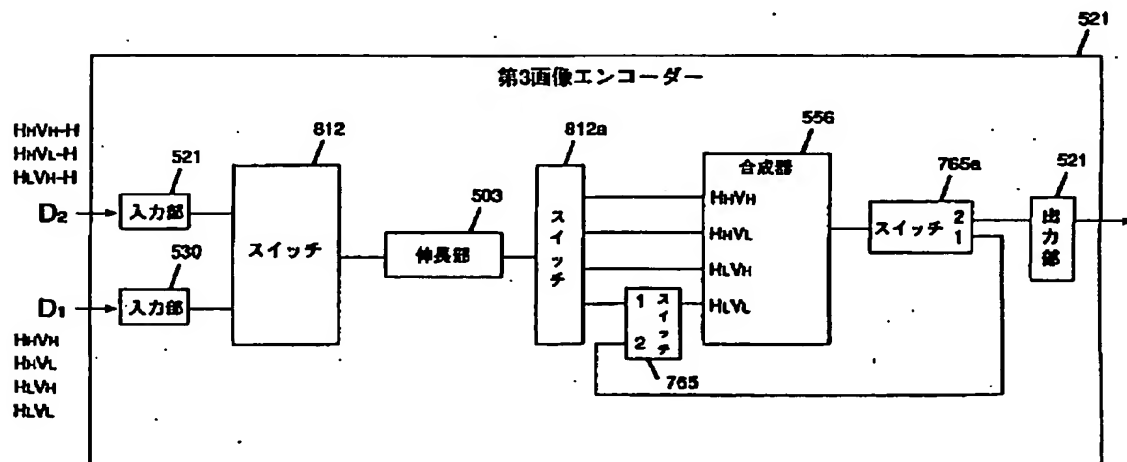 521
第3画像エンコーダー
HHVH-H
HHVL-H
HLVH-H
D2
521
入力部
530
入力部
D1
HHVH
HHVL
HLVH
HLVL
812
スイッチ
503
伸長部
812a
スイッチ
556
合成器
HHVH
HHVL
HLVH
HLVL
1
2
スイッチ
765
765a
スイッチ
2
1
521
出力部